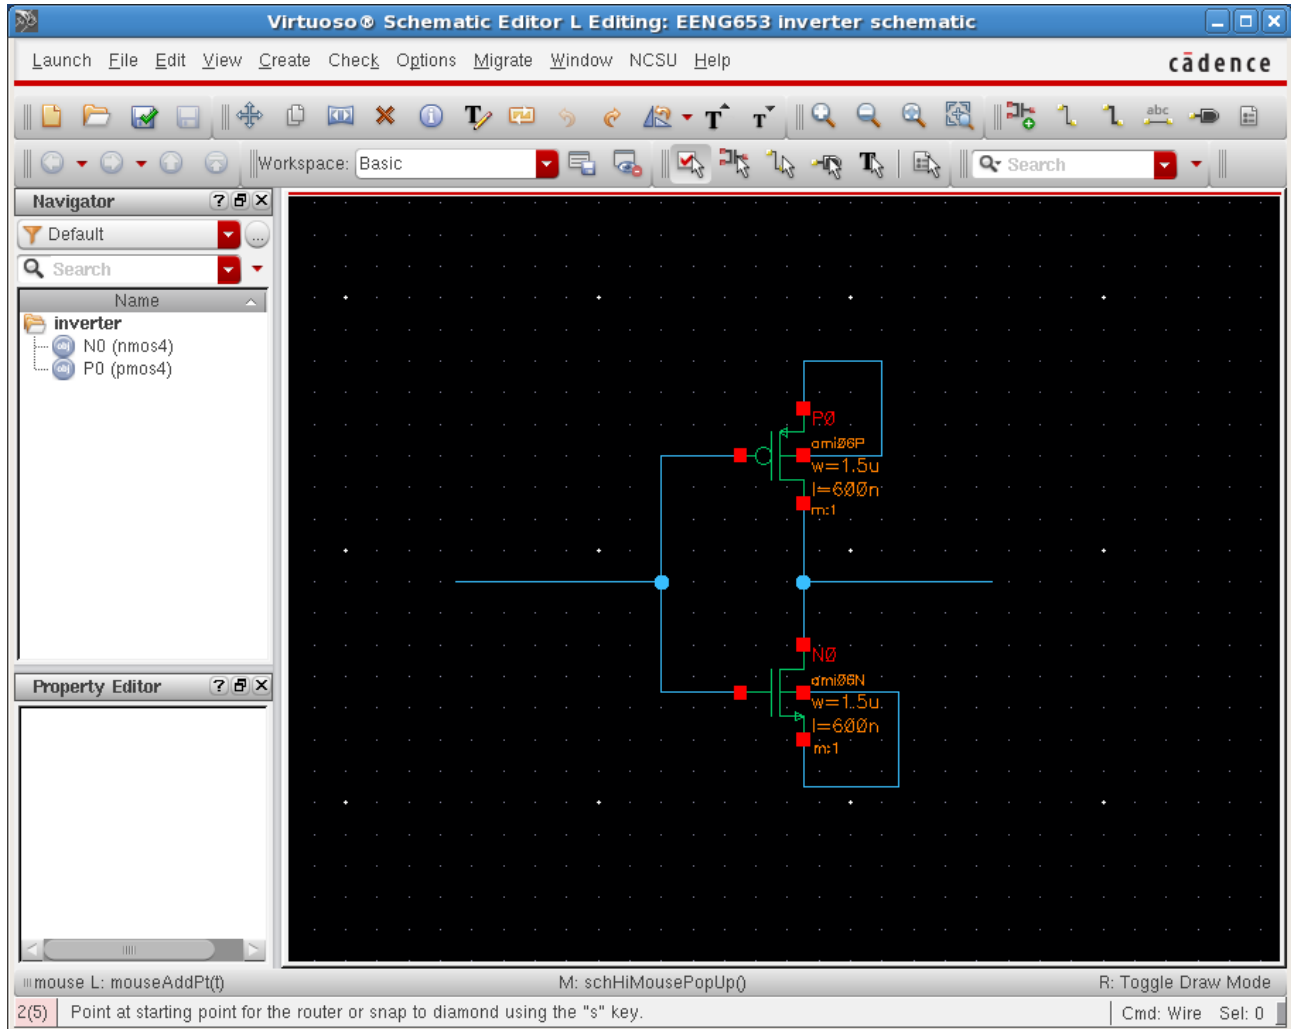 Virtuoso® Schematic Editor L Editing: EENG653 inverter schematic
Launch File Edit View Create Check Options Migrate Window NCSU Help
cādence
abc
Workspace: Basic
Search
Navigator
Default
Search
Name
inverter
N0 (nmos4)
P0 (pmos4)
Property Editor
P0
ami06P
w=1.5u
l=600n
m:1
N0
ami06N
w=1.5u
l=600n
m:1
mouse L: mouseAddPt(t) M: schHiMousePopUp() R: Toggle Draw Mode
2(5) Point at starting point for the router or snap to diamond using the "s" key. Cmd: Wire Sel: 0